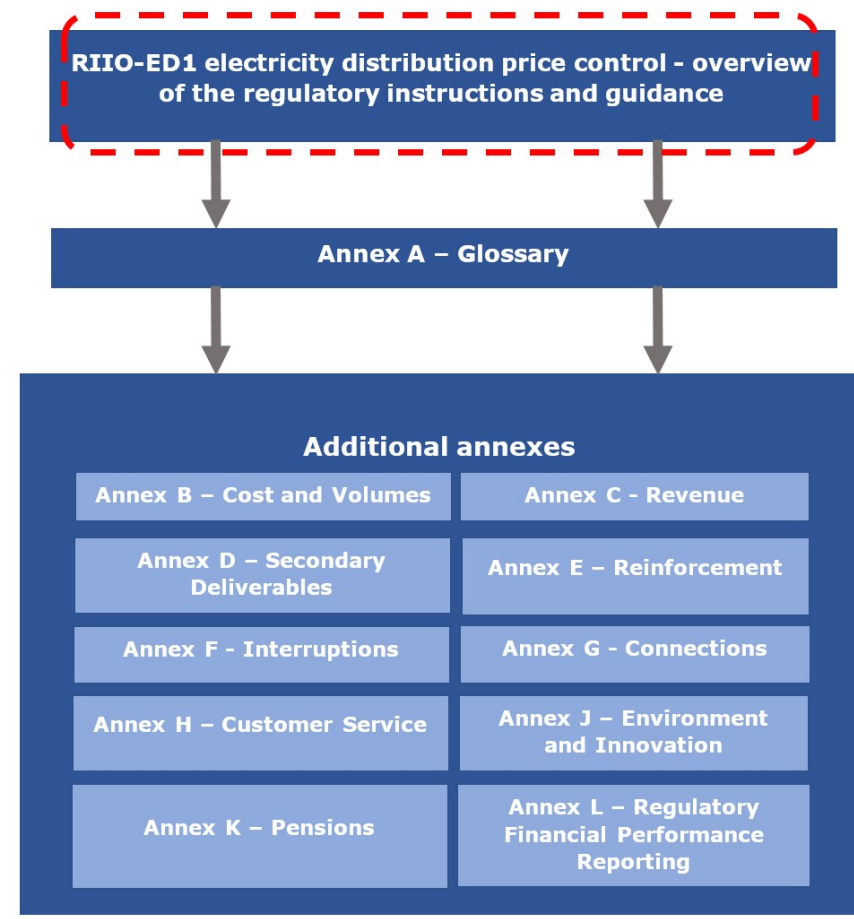 RIIO-ED1 electricity distribution price control - overview
of the regulatory instructions and guidance
Annex A – Glossary
Additional annexes
Annex B – Cost and Volumes
Annex C - Revenue
Annex D – Secondary
Deliverables
Annex E – Reinforcement
Annex F - Interruptions
Annex G - Connections
Annex H – Customer Service
Annex J – Environment
and Innovation
Annex K – Pensions
Annex L – Regulatory
Financial Performance
Reporting